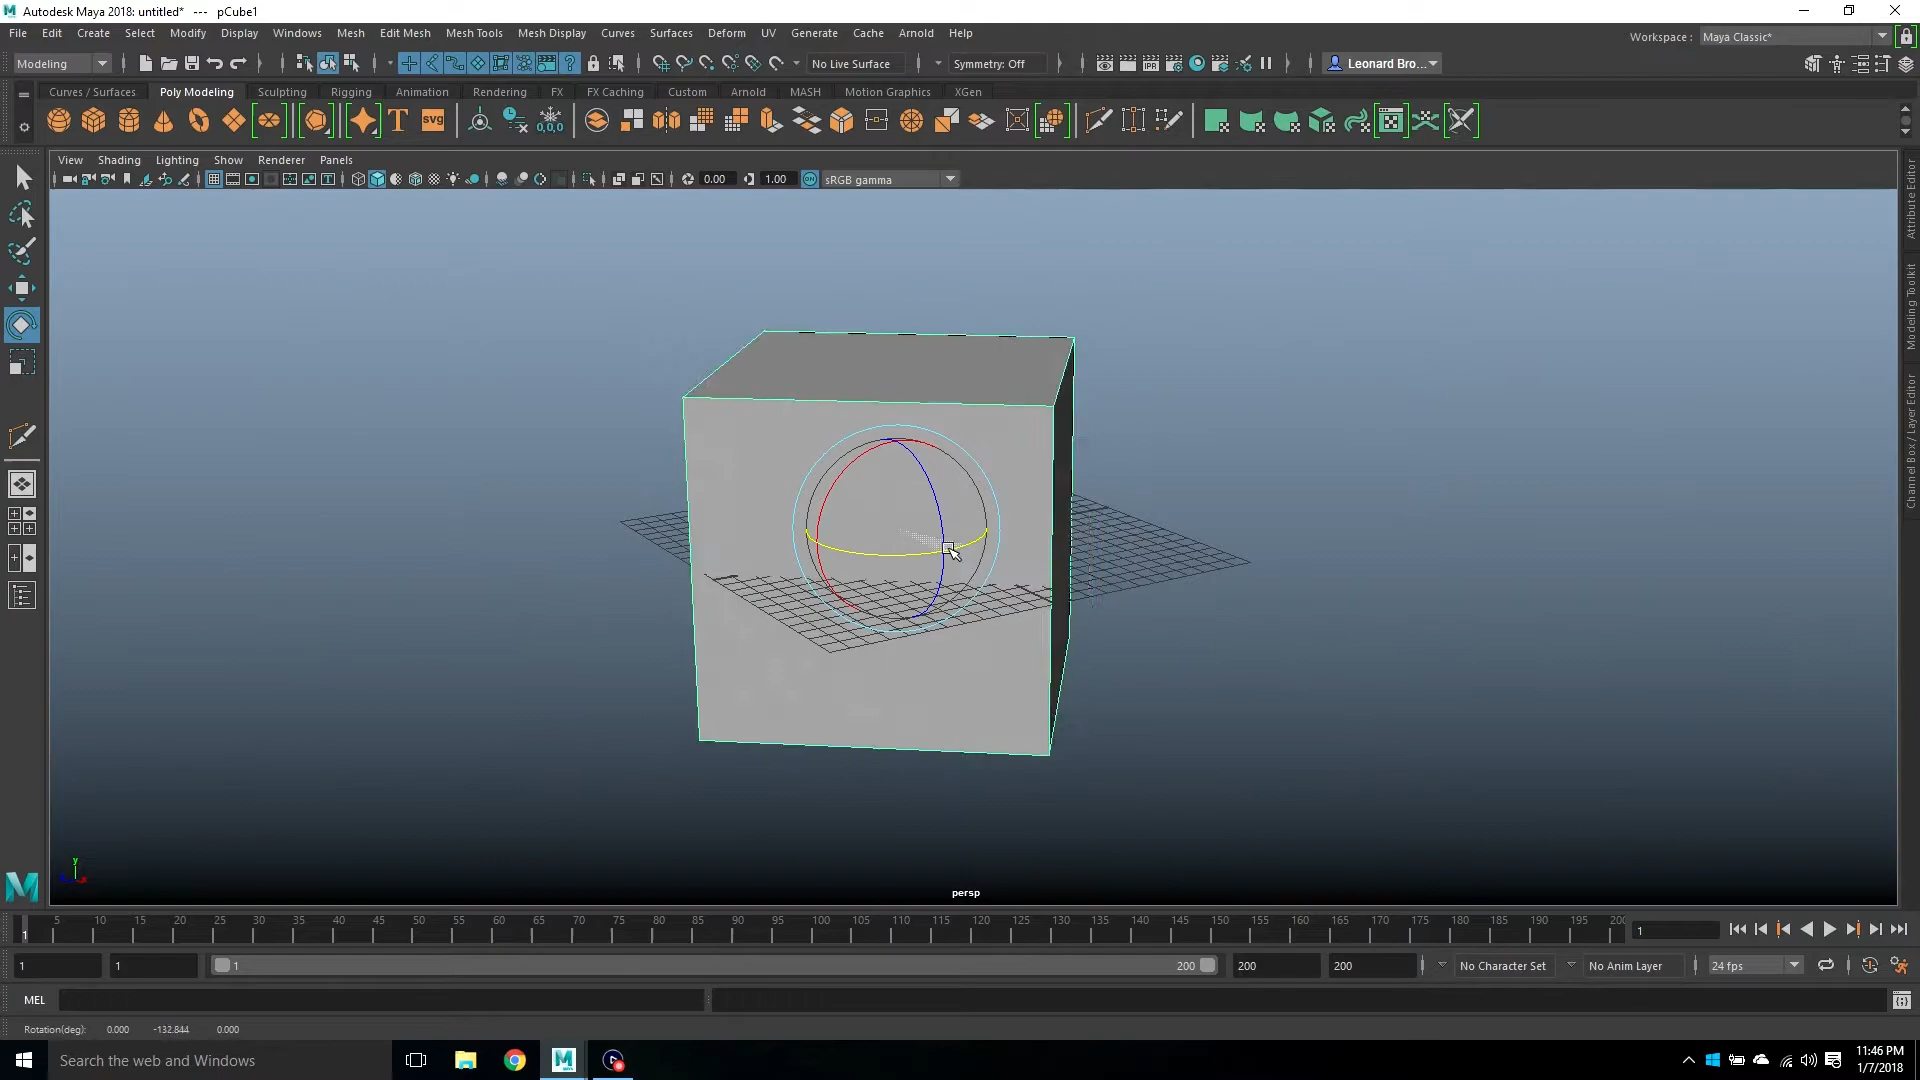 Autodesk Maya 2018: untitled* --- pCube1
File Edit Create Select Modify Display Windows Mesh Edit Mesh Mesh Tools Mesh Display Curves Surfaces Deform UV Generate Cache Arnold Help
Workspace : Maya Classic*
Modeling No Live Surface Symmetry: Off IPR Leonard Bro...
Curves / Surfaces Poly Modeling Sculpting Rigging Animation Rendering FX FX Caching Custom Arnold MASH Motion Graphics XGen
T svg 0,0,0
View Shading Lighting Show Renderer Panels
0.00 1.00 ON sRGB gamma
Attribute Editor
Modeling Toolkit
Channel Box / Layer Editor
y
persp
5 10 15 20 25 30 35 40 45 50 55 60 65 70 75 80 85 90 95 100 105 110 115 120 125 130 135 140 145 150 155 160 165 170 175 180 185 190 195 200
1 1
1 1 1 200 200 200 No Character Set No Anim Layer 24 fps
MEL
Rotation(deg): 0.000 -132.844 0.000
Search the web and Windows
11:46 PM
1/7/2018